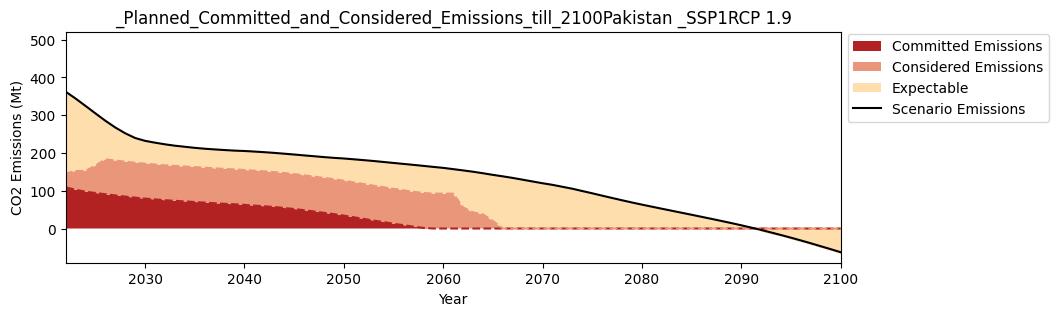 _Planned_Committed_and_Considered_Emissions_till_2100Pakistan _SSP1RCP 1.9
500
400
300
200
100
0
CO2 Emissions (Mt)
2030
2040
2050
2060
2070
2080
2090
2100
Year
Committed Emissions
Considered Emissions
Expectable
Scenario Emissions